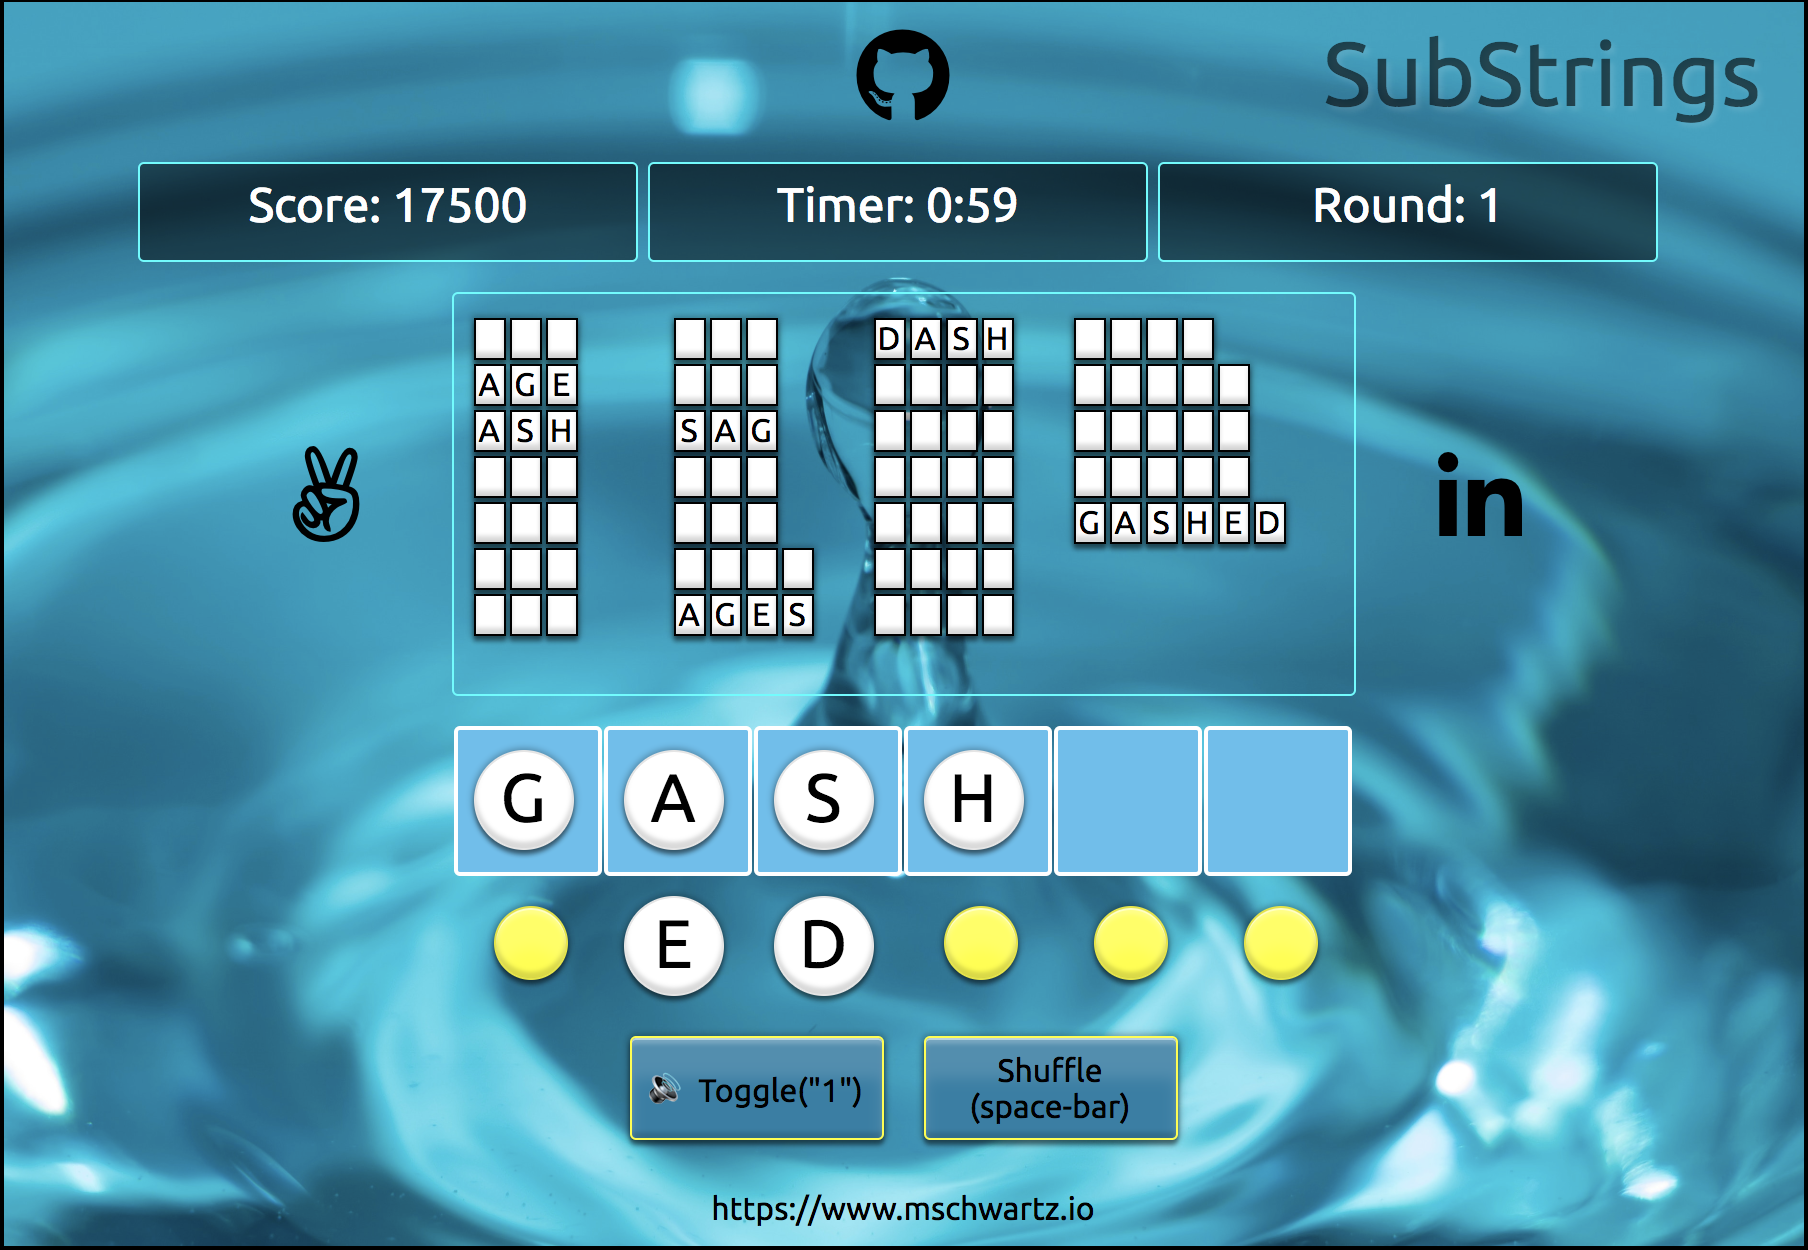 SubStrings
Score: 17500
Timer: 0:59
Round: 1
DASH
AGE
ASH
SAG
GASHED
AGES
in
G A S H
E D
Toggle("1")
Shuffle
(space-bar)
https://www.mschwartz.io